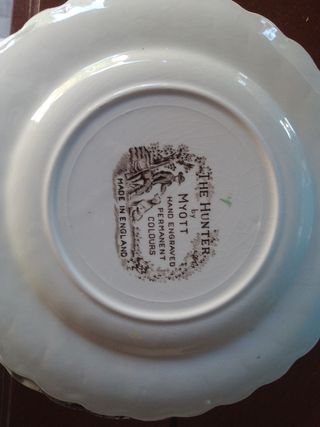 THE HUNTER
by
MYOTT
HAND ENGRAVED
PERMANENT
COLOURS
MADE IN ENGLAND